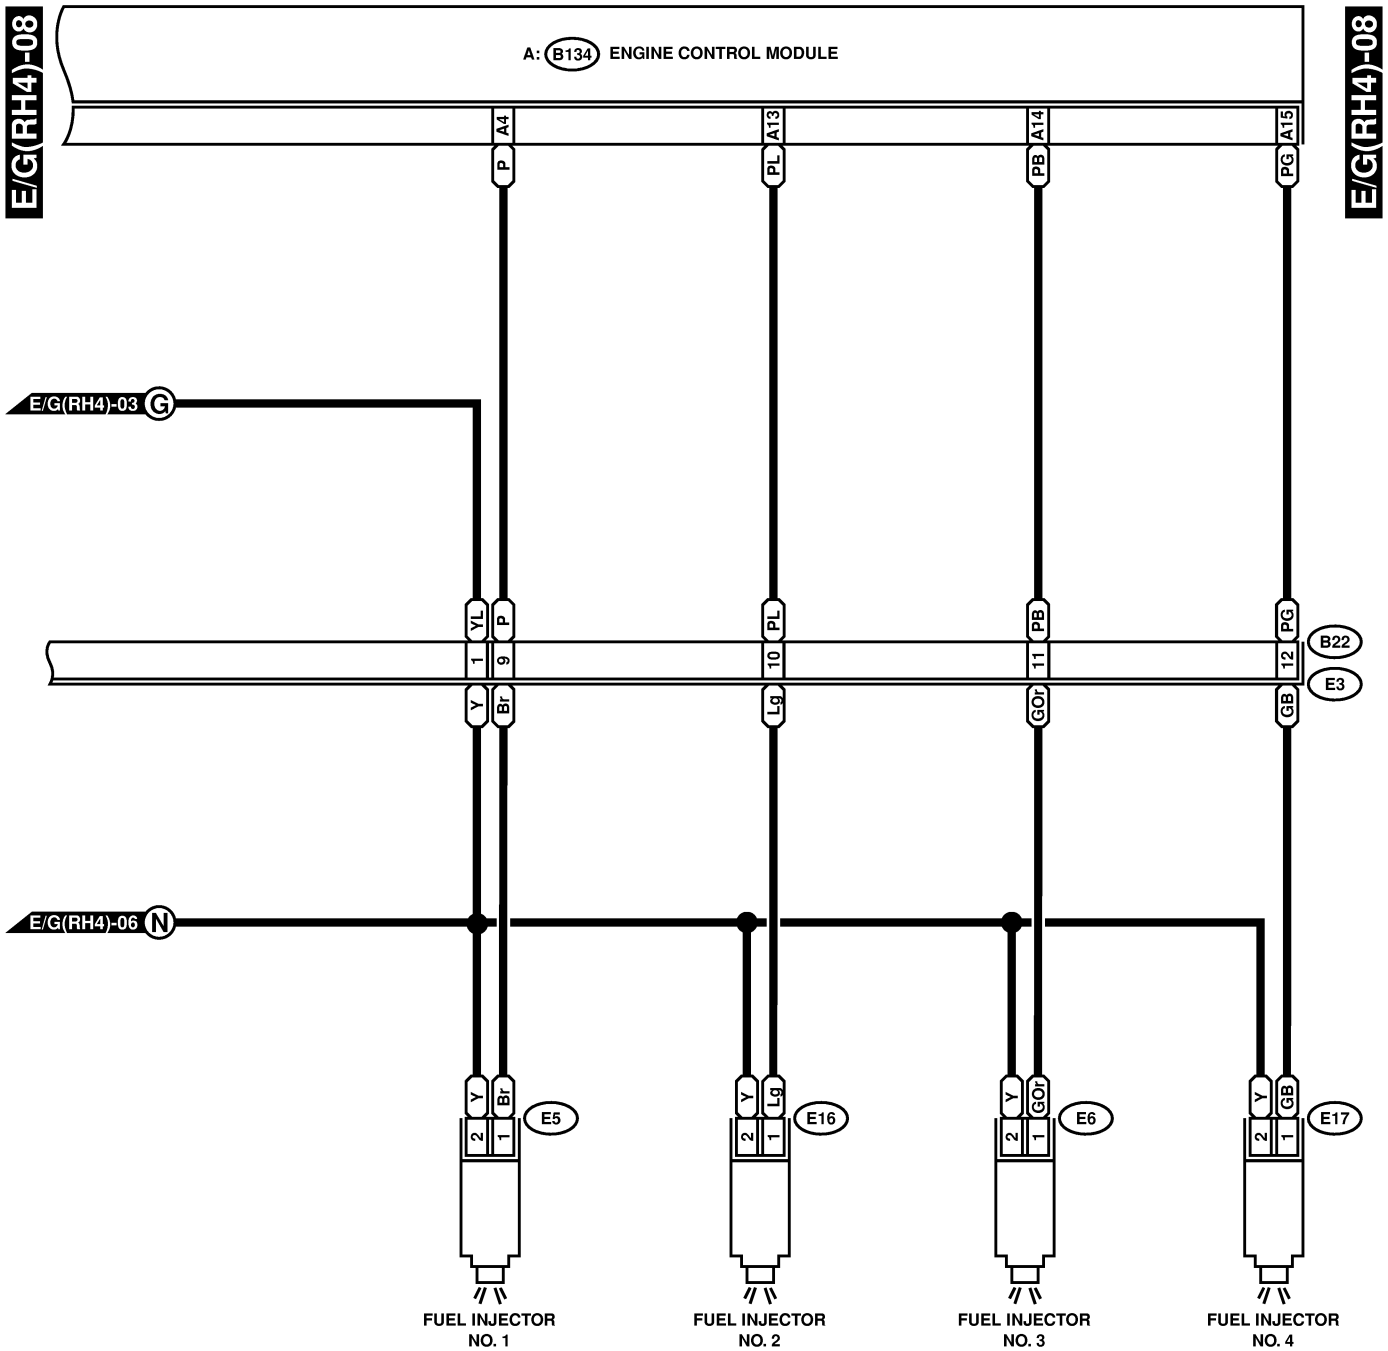 E/G(RH4)-08
E/G(RH4)-08
A: B134 ENGINE CONTROL MODULE
A4
A13
A14
A15
P
PL
PB
PG
E/G(RH4)-03 G
YL
P
PL
PB
PG
B22
1
9
10
11
12
E3
Y
Br
Lg
GOr
GB
E/G(RH4)-06 N
Y
Br
Y
Lg
Y
GOr
Y
GB
E5
E16
E6
E17
2
1
2
1
2
1
2
1
FUEL INJECTOR
NO. 1
FUEL INJECTOR
NO. 2
FUEL INJECTOR
NO. 3
FUEL INJECTOR
NO. 4